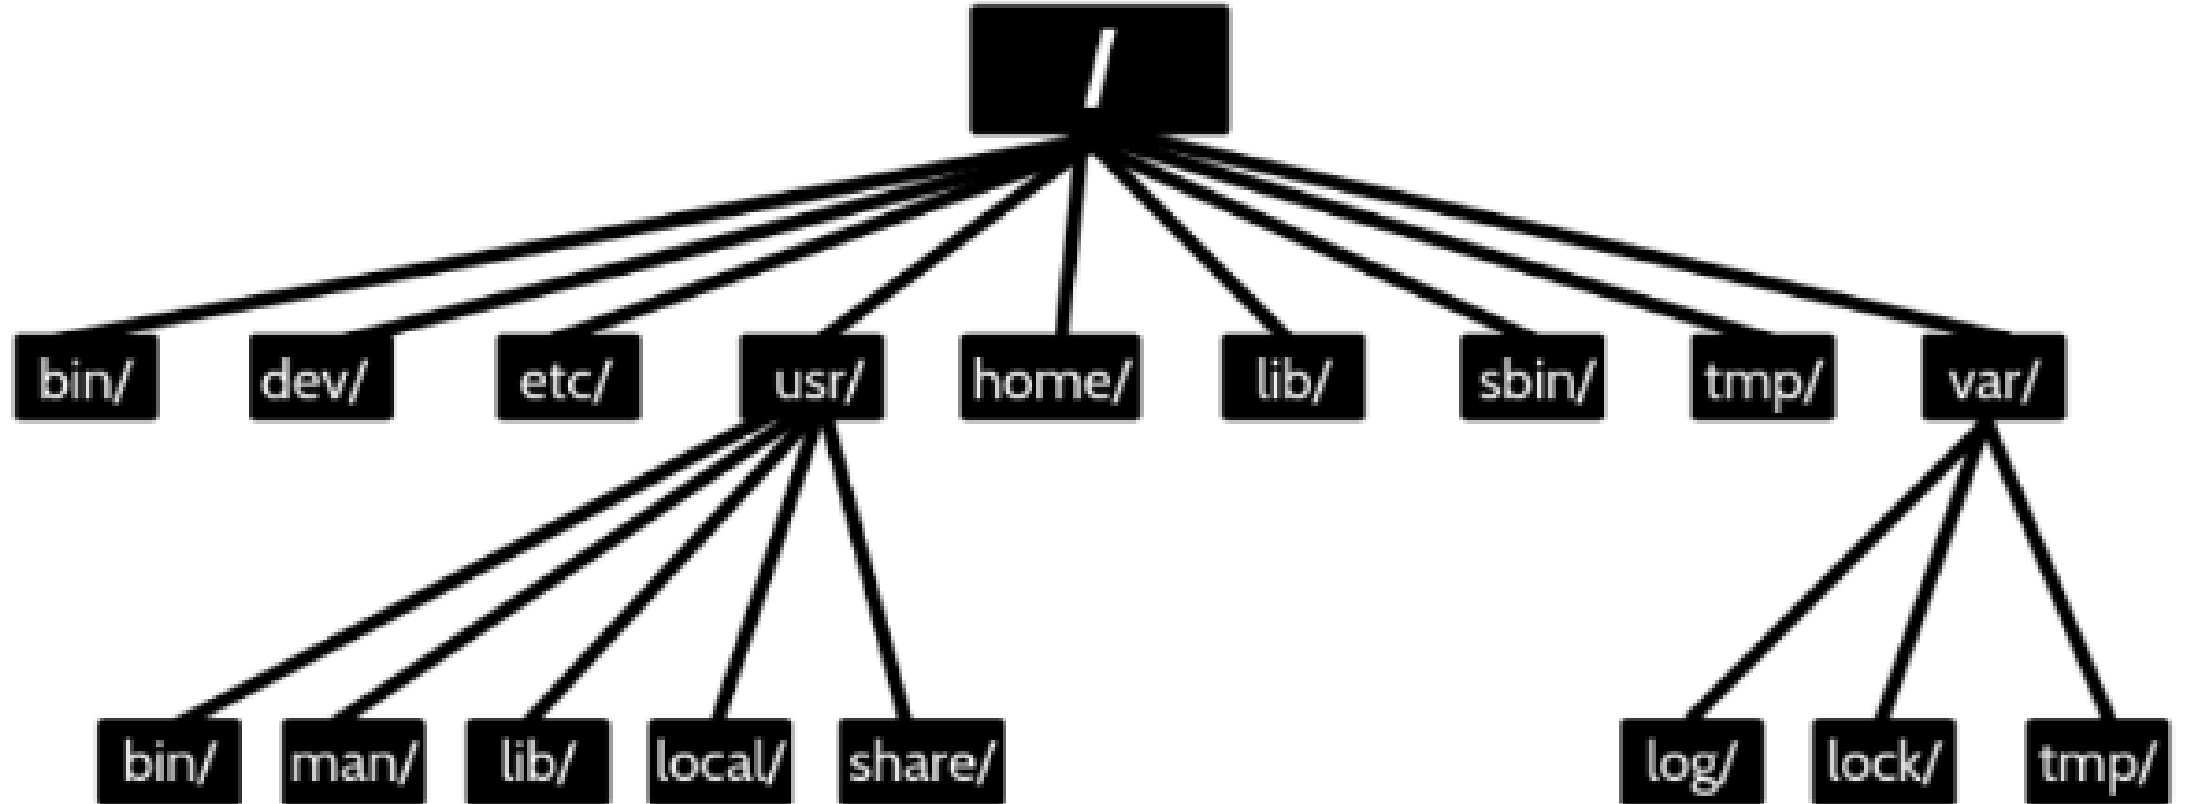 /
bin/ dev/ etc/ usr/ home/ lib/ sbin/ tmp/ var/
bin/ man/ lib/ local/ share/ log/ lock/ tmp/